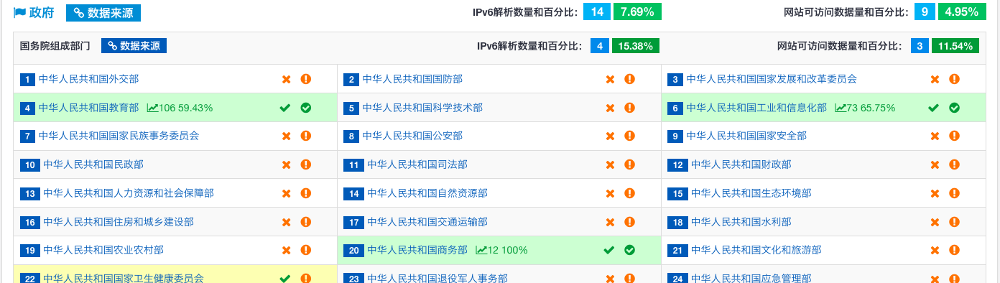 政府 数据来源 IPv6解析数量和百分比: 14 7.69% 网站可访问数据量和百分比: 9 4.95%
国务院组成部门 数据来源 IPv6解析数量和百分比: 4 15.38% 网站可访问数据量和百分比: 3 11.54%
1 中华人民共和国外交部 2 中华人民共和国国防部 3 中华人民共和国国家发展和改革委员会
4 中华人民共和国教育部 106 59.43% 5 中华人民共和国科学技术部 6 中华人民共和国工业和信息化部 73 65.75%
7 中华人民共和国国家民族事务委员会 8 中华人民共和国公安部 9 中华人民共和国国家安全部
10 中华人民共和国民政部 11 中华人民共和国司法部 12 中华人民共和国财政部
13 中华人民共和国人力资源和社会保障部 14 中华人民共和国自然资源部 15 中华人民共和国生态环境部
16 中华人民共和国住房和城乡建设部 17 中华人民共和国交通运输部 18 中华人民共和国水利部
19 中华人民共和国农业农村部 20 中华人民共和国商务部 12 100% 21 中华人民共和国文化和旅游部
22 中华人民共和国国家卫生健康委员会 23 中华人民共和国退役军人事务部 24 中华人民共和国应急管理部